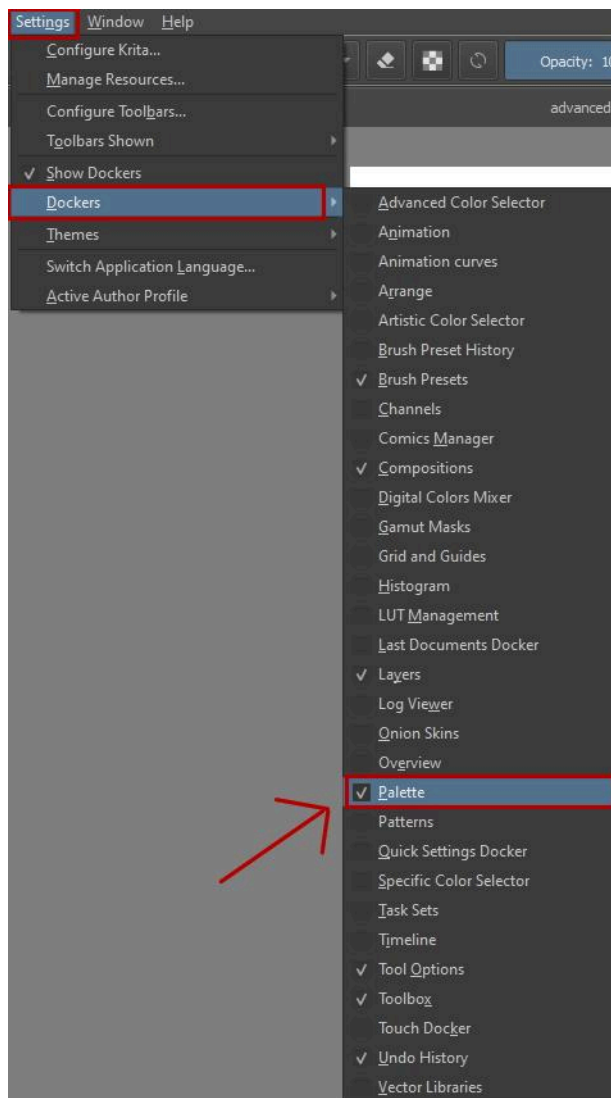 Settings Window Help
Configure Krita...
Manage Resources...
Opacity: 10
Configure Toolbars...
advanced
Toolbars Shown
Show Dockers
Dockers
Themes
Switch Application Language...
Active Author Profile
Advanced Color Selector
Animation
Animation curves
Arrange
Artistic Color Selector
Brush Preset History
Brush Presets
Channels
Comics Manager
Compositions
Digital Colors Mixer
Gamut Masks
Grid and Guides
Histogram
LUT Management
Last Documents Docker
Layers
Log Viewer
Onion Skins
Overview
Palette
Patterns
Quick Settings Docker
Specific Color Selector
Task Sets
Timeline
Tool Options
Toolbox
Touch Docker
Undo History
Vector Libraries